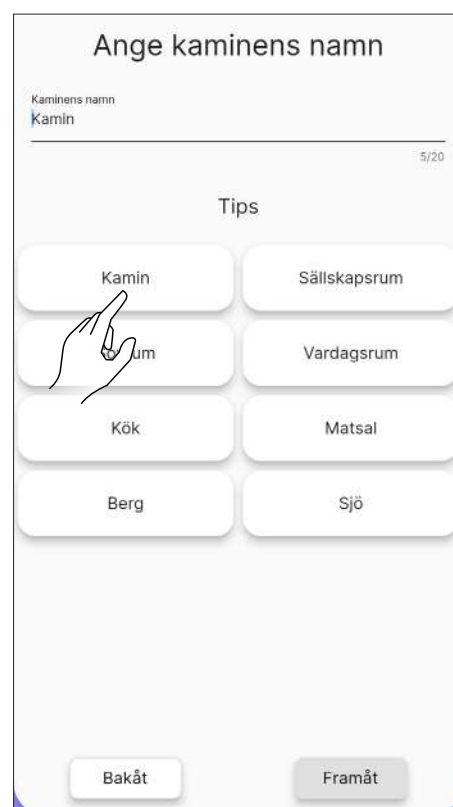 Ange kaminens namn
Kaminens namn
Kamin
5/20
Tips
Kamin
Sällskapsrum
Vardagsrum
Kök
Matsal
Berg
Sjö
Bakåt
Framåt